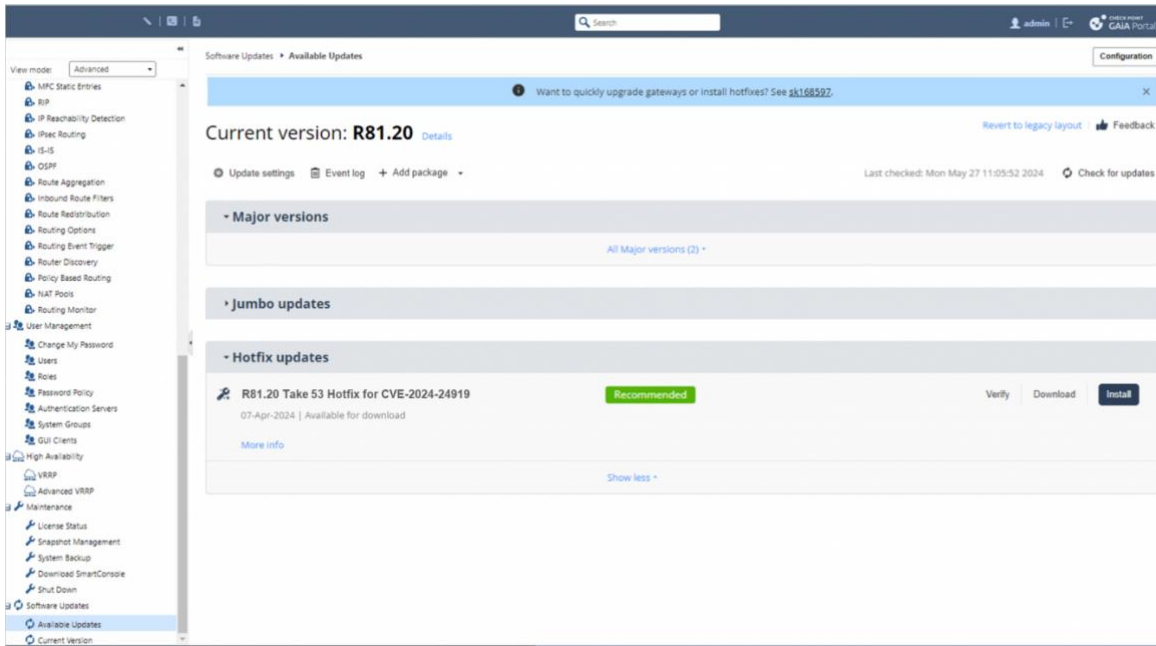 Search
admin
CHECK POINT
GAIA Portal
View mode: Advanced
MFC Static Entries
RIP
IP Reachability Detection
IPsec Routing
IS-IS
OSPF
Route Aggregation
Inbound Route Filters
Route Redistribution
Routing Options
Routing Event Trigger
Router Discovery
Policy Based Routing
NAT Pools
Routing Monitor
User Management
Change My Password
Users
Roles
Password Policy
Authentication Servers
System Groups
GUI Clients
High Availability
VRRP
Advanced VRRP
Maintenance
License Status
Snapshot Management
System Backup
Download SmartConsole
Shut Down
Software Updates
Available Updates
Current Version
Software Updates Available Updates
Configuration
Want to quickly upgrade gateways or install hotfixes? See sk168597.
Current version: R81.20 Details
Revert to legacy layout Feedback
Update settings Event log + Add package
Last checked: Mon May 27 11:05:52 2024 Check for updates
Major versions
All Major versions (2)
Jumbo updates
Hotfix updates
R81.20 Take 53 Hotfix for CVE-2024-24919 Recommended Verify Download Install
07-Apr-2024 | Available for download
More info
Show less